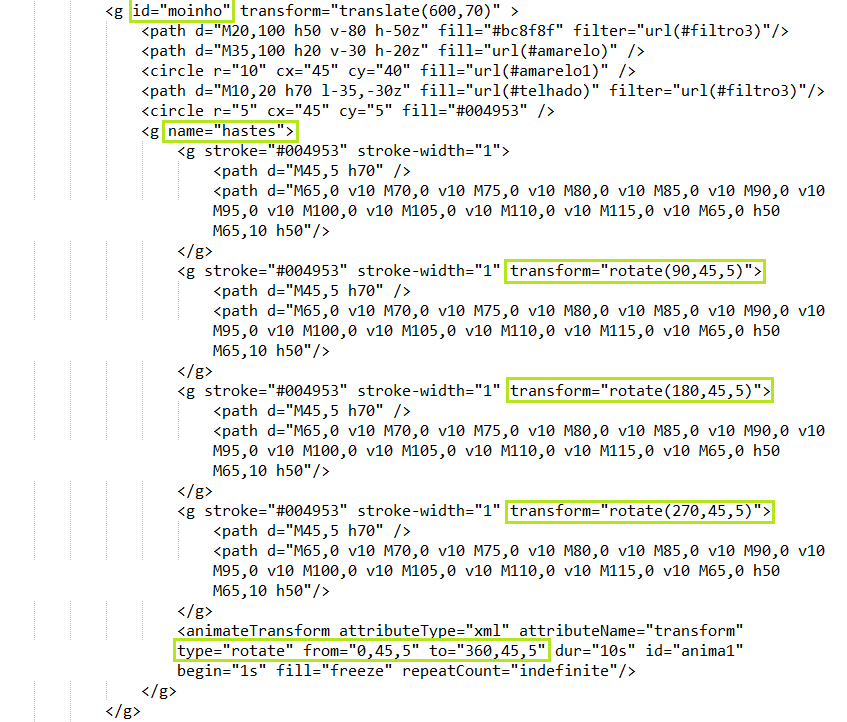 <g id="moinho" transform="translate(600,70)" >
<path d="M20,100 h50 v-80 h-50z" fill="#bc8f8f" filter="url(#filtro3)"/>
<path d="M35,100 h20 v-30 h-20z" fill="url(#amarelo)" />
<circle r="10" cx="45" cy="40" fill="url(#amarelo1)" />
<path d="M10,20 h70 l-35,-30z" fill="url(#telhado)" filter="url(#filtro3)"/>
<circle r="5" cx="45" cy="5" fill="#004953" />
<g name="hastes">
<g stroke="#004953" stroke-width="1">
<path d="M45,5 h70" />
<path d="M65,0 v10 M70,0 v10 M75,0 v10 M80,0 v10 M85,0 v10 M90,0 v10
M95,0 v10 M100,0 v10 M105,0 v10 M110,0 v10 M115,0 v10 M65,0 h50
M65,10 h50"/>
</g>
<g stroke="#004953" stroke-width="1" transform="rotate(90,45,5)">
<path d="M45,5 h70" />
<path d="M65,0 v10 M70,0 v10 M75,0 v10 M80,0 v10 M85,0 v10 M90,0 v10
M95,0 v10 M100,0 v10 M105,0 v10 M110,0 v10 M115,0 v10 M65,0 h50
M65,10 h50"/>
</g>
<g stroke="#004953" stroke-width="1" transform="rotate(180,45,5)">
<path d="M45,5 h70" />
<path d="M65,0 v10 M70,0 v10 M75,0 v10 M80,0 v10 M85,0 v10 M90,0 v10
M95,0 v10 M100,0 v10 M105,0 v10 M110,0 v10 M115,0 v10 M65,0 h50
M65,10 h50"/>
</g>
<g stroke="#004953" stroke-width="1" transform="rotate(270,45,5)">
<path d="M45,5 h70" />
<path d="M65,0 v10 M70,0 v10 M75,0 v10 M80,0 v10 M85,0 v10 M90,0 v10
M95,0 v10 M100,0 v10 M105,0 v10 M110,0 v10 M115,0 v10 M65,0 h50
M65,10 h50"/>
</g>
<animateTransform attributeType="xml" attributeName="transform"
type="rotate" from="0,45,5" to="360,45,5" dur="10s" id="anima1"
begin="1s" fill="freeze" repeatCount="indefinite"/>
</g>
</g>